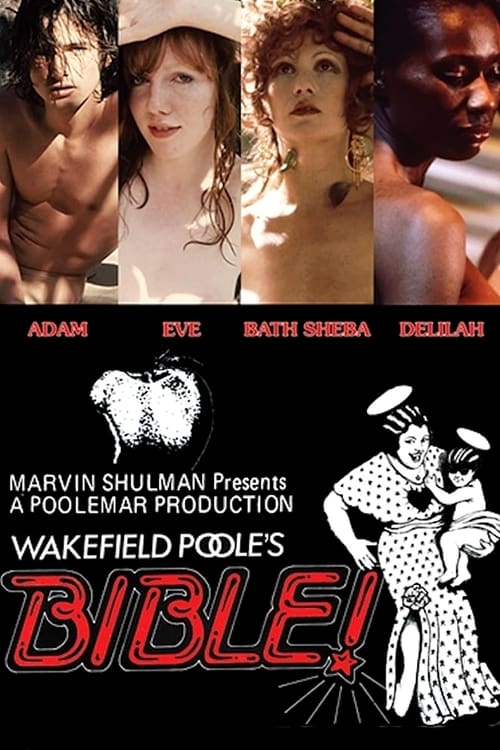 ADAM EVE BATH SHEBA DELILAH
MARVIN SHULMAN Presents
A POOLEMAR PRODUCTION
WAKEFIELD POOLE'S
BIBLE!